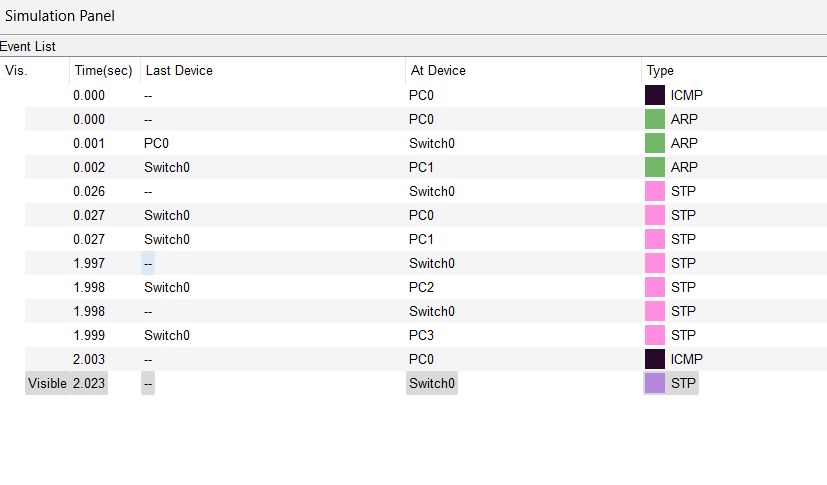 Simulation Panel
Event List
Vis. Time(sec) Last Device At Device Type
0.000 -- PC0 ICMP
0.000 -- PC0 ARP
0.001 PC0 Switch0 ARP
0.002 Switch0 PC1 ARP
0.026 -- Switch0 STP
0.027 Switch0 PC0 STP
0.027 Switch0 PC1 STP
1.997 -- Switch0 STP
1.998 Switch0 PC2 STP
1.998 -- Switch0 STP
1.999 Switch0 PC3 STP
2.003 -- PC0 ICMP
Visible 2.023 -- Switch0 STP